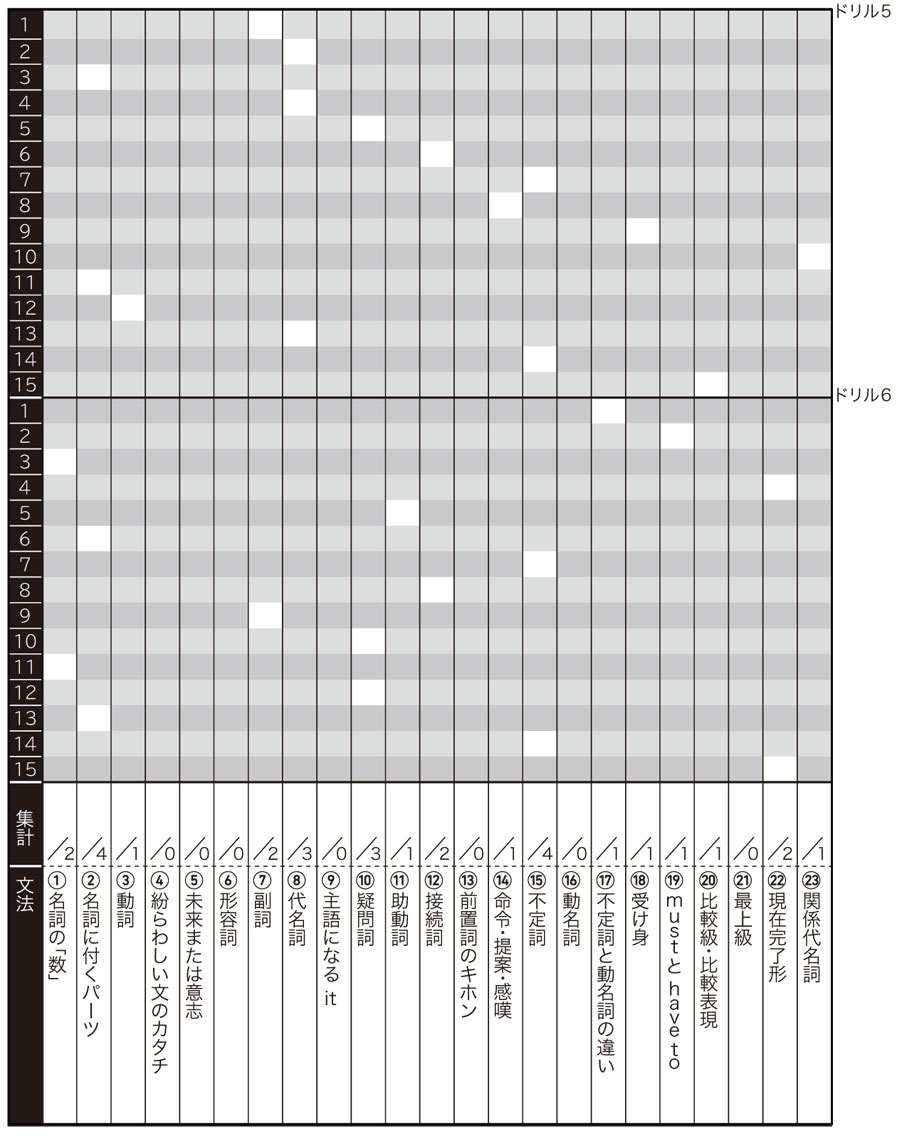 ドリル5
1
2
3
4
5
6
7
8
9
10
11
12
13
14
15
ドリル6
1
2
3
4
5
6
7
8
9
10
11
12
13
14
15
集計
／2
／4
／1
／0
／0
／0
／2
／3
／0
／3
／1
／2
／0
／1
／4
／0
／1
／1
／1
／1
／0
／2
／1
文法
①名詞の「数」
②名詞に付くパーツ
③動詞
④紛らわしい文のカタチ
⑤未来または意志
⑥形容詞
⑦副詞
⑧代名詞
⑨主語になる it
⑩疑問詞
⑪助動詞
⑫接続詞
⑬前置詞のキホン
⑭命令・提案・感嘆
⑮不定詞
⑯動名詞
⑰不定詞と動名詞の違い
⑱受け身
⑲mustと have to
⑳比較級・比較表現
㉑最上級
㉒現在完了形
㉓関係代名詞